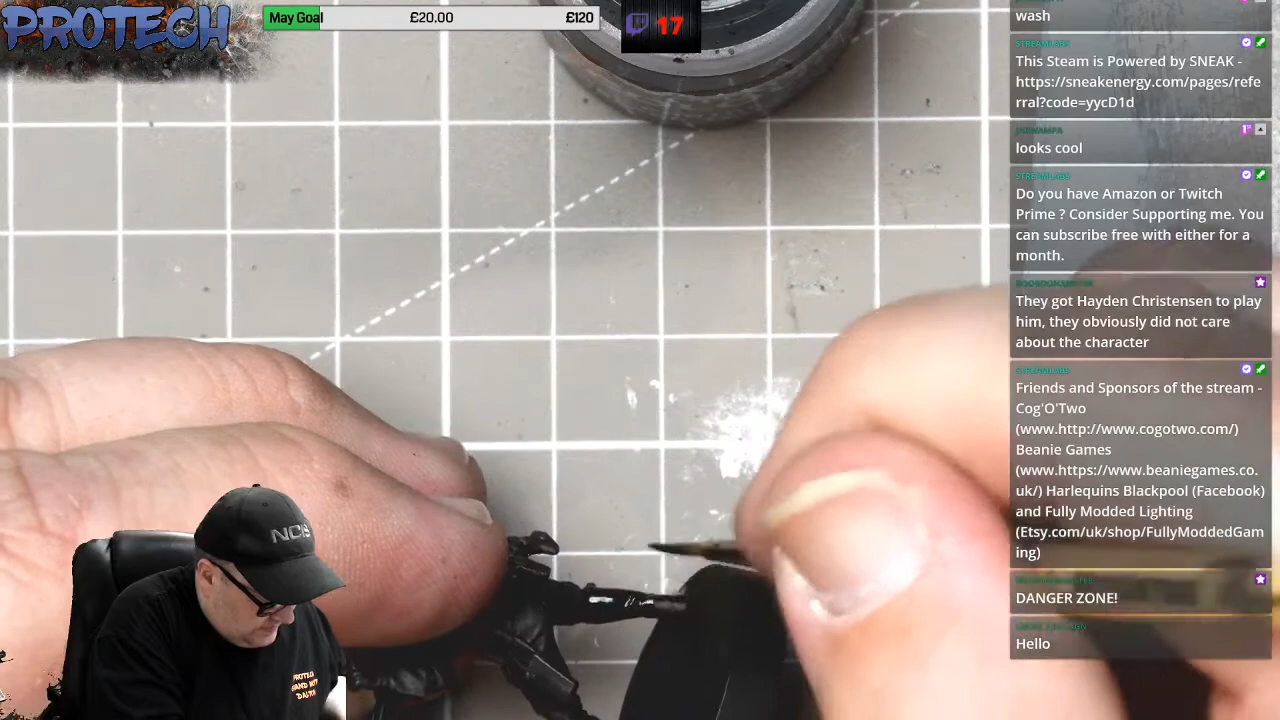 PROTECH
May Goal £20.00 £120
17
wash
STREAMLABS
This Steam is Powered by SNEAK -
https://sneakenergy.com/pages/refe
rral?code=yycD1d
looks cool
STREAMLABS
Do you have Amazon or Twitch
Prime ? Consider Supporting me. You
can subscribe free with either for a
month.
They got Hayden Christensen to play
him, they obviously did not care
about the character
STREAMLABS
Friends and Sponsors of the stream -
Cog'O'Two
(www.http://www.cogotwo.com/)
Beanie Games
(www.https://www.beaniegames.co.
uk/) Harlequins Blackpool (Facebook)
and Fully Modded Lighting
(Etsy.com/uk/shop/FullyModdedGam
ing)
DANGER ZONE!
Hello
NCIS
PROTECH